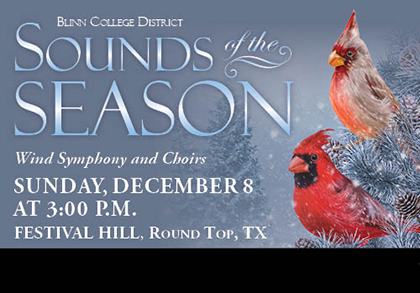 BLINN COLLEGE DISTRICT
SOUNDS of the
SEASON
Wind Symphony and Choirs
SUNDAY, DECEMBER 8
AT 3:00 P.M.
FESTIVAL HILL, ROUND TOP, TX